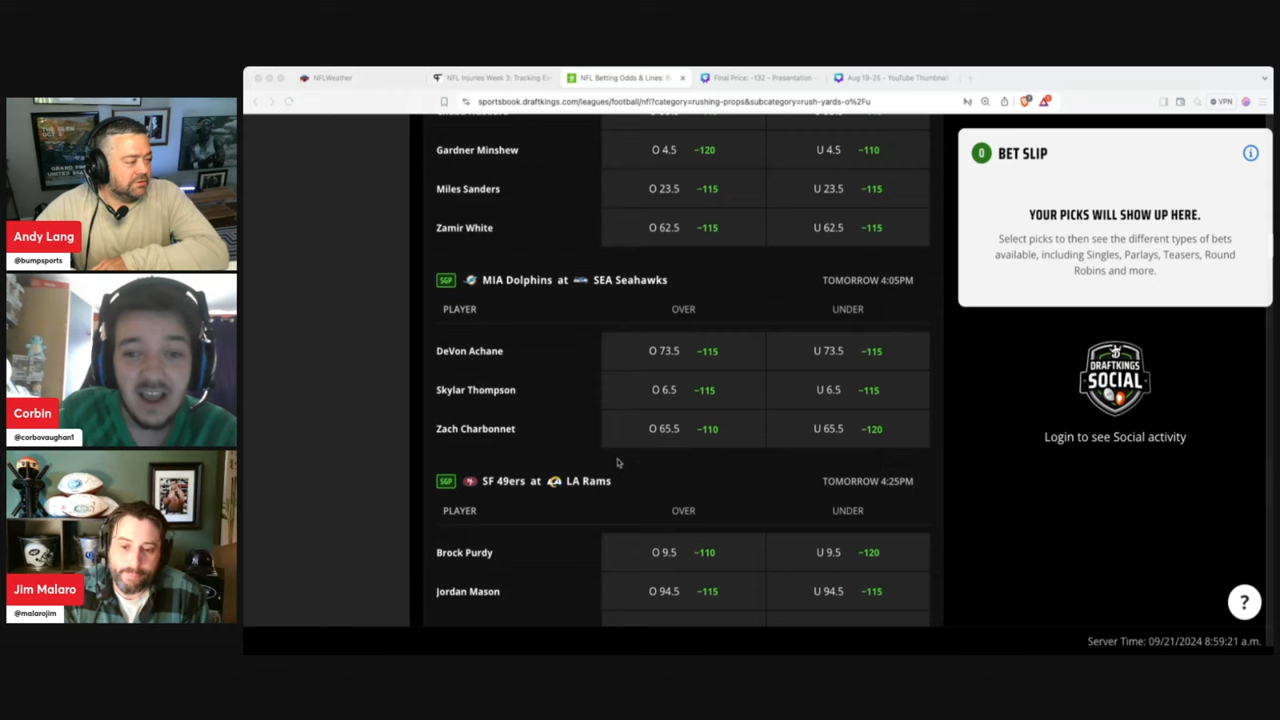 NFLWeather
NFL Injuries Week 3: Tracking Ex
NFL Betting Odds & Lines: B
Final Price: -132 - Presentation
Aug 19-25 - YouTube Thumbnail
sportsbook.draftkings.com/leagues/football/nfl?category=rushing-props&subcategory=rush-yards-o%2Fu
VPN
Gardner Minshew O 4.5 −120 U 4.5 −110
Miles Sanders O 23.5 −115 U 23.5 −115
Zamir White O 62.5 −115 U 62.5 −115
SGP MIA Dolphins at SEA Seahawks TOMORROW 4:05PM
PLAYER OVER UNDER
DeVon Achane O 73.5 −115 U 73.5 −115
Skylar Thompson O 6.5 −115 U 6.5 −115
Zach Charbonnet O 65.5 −110 U 65.5 −120
SGP SF 49ers at LA Rams TOMORROW 4:25PM
PLAYER OVER UNDER
Brock Purdy O 9.5 −110 U 9.5 −120
Jordan Mason O 94.5 −115 U 94.5 −115
0 BET SLIP
YOUR PICKS WILL SHOW UP HERE.
Select picks to then see the different types of bets
available, including Singles, Parlays, Teasers, Round
Robins and more.
DRAFTKINGS
SOCIAL
Login to see Social activity
?
Server Time: 09/21/2024 8:59:21 a.m.
Andy Lang
@bumpsports
Corbin
@corbovaughan1
Jim Malaro
@malarojim